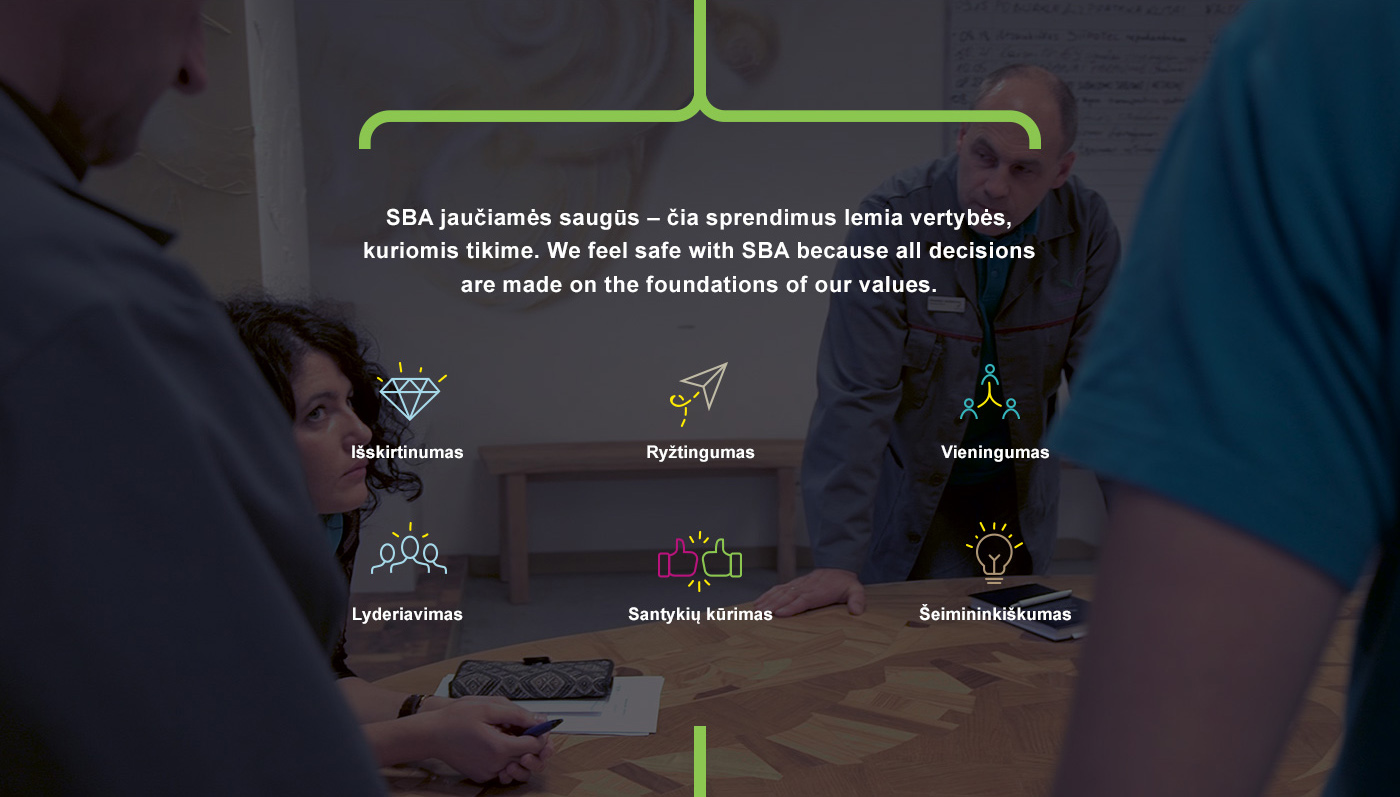 SBA jaučiamės saugūs – čia sprendimus lemia vertybės,
kuriomis tikime. We feel safe with SBA because all decisions
are made on the foundations of our values.
Išskirtinumas
Ryžtingumas
Vieningumas
Lyderiavimas
Santykių kūrimas
Šeimininkiškumas